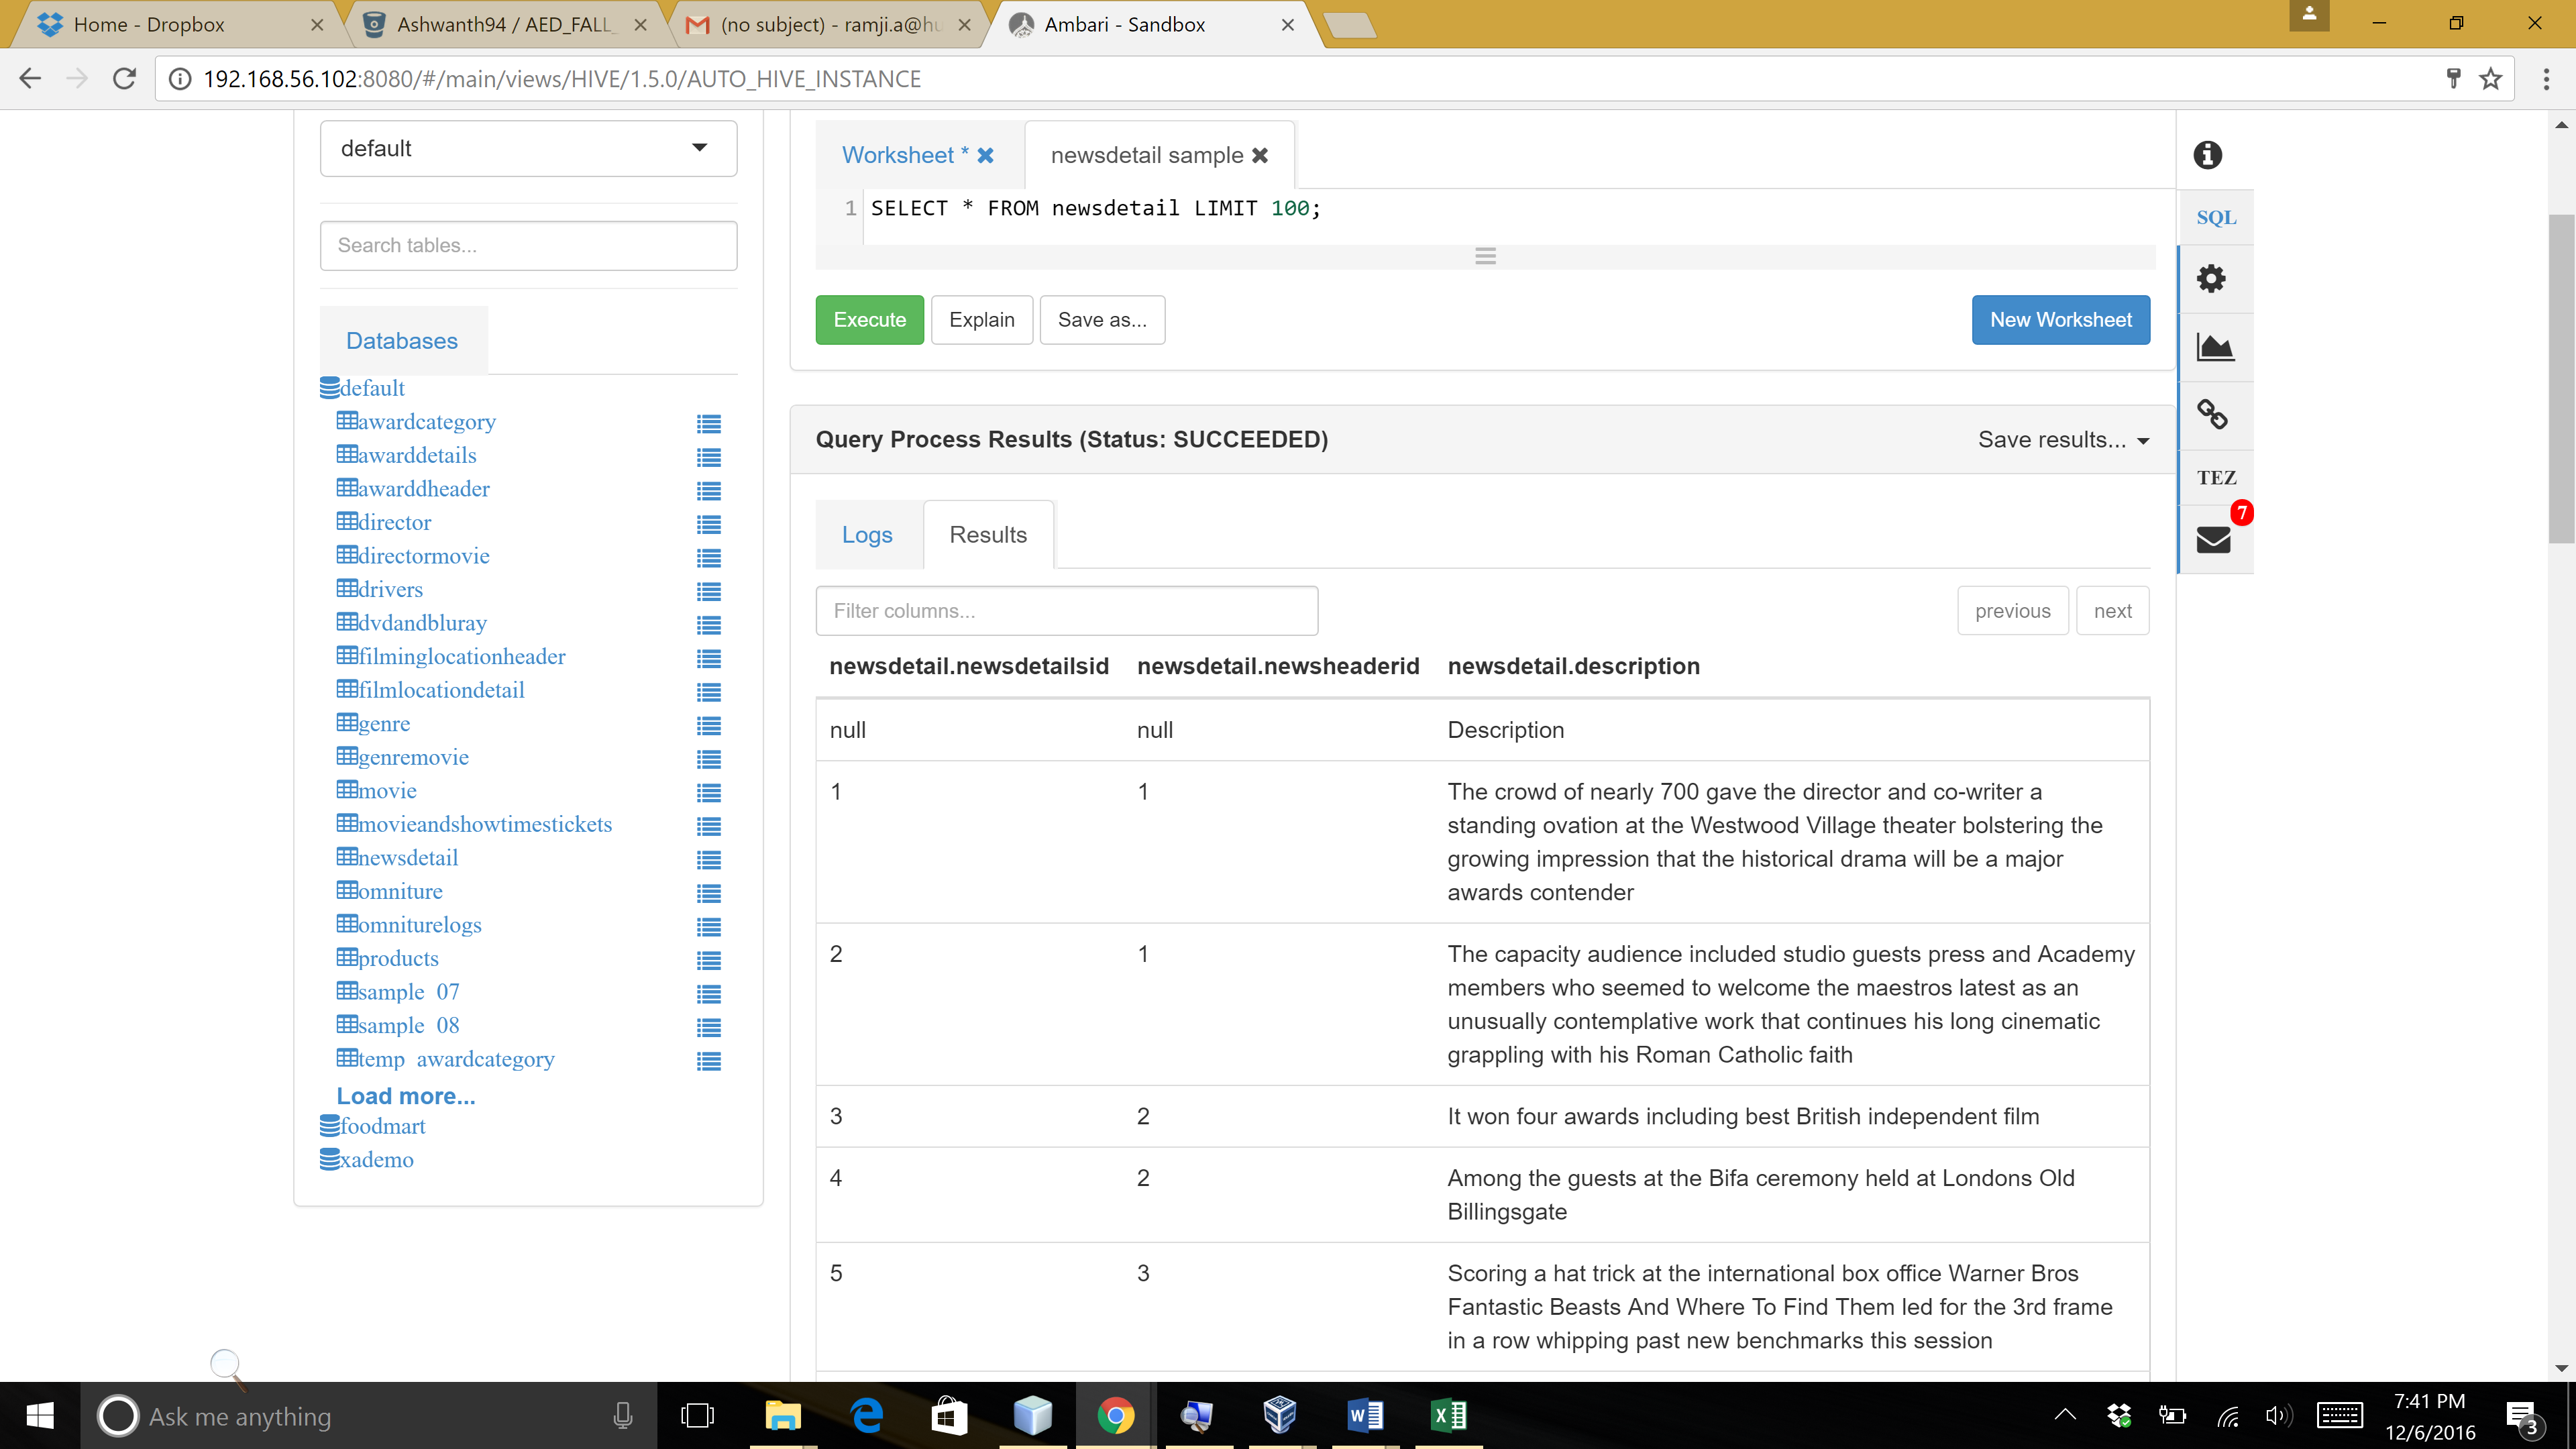 Home - Dropbox
Ashwanth94 / AED_FALL_
(no subject) - ramji.a@hu
Ambari - Sandbox
192.168.56.102:8080/#/main/views/HIVE/1.5.0/AUTO_HIVE_INSTANCE
default
Search tables...
Databases
default
awardcategory
awarddetails
awarddheader
director
directormovie
drivers
dvdandbluray
filminglocationheader
filmlocationdetail
genre
genremovie
movie
movieandshowtimestickets
newsdetail
omniture
omniturelogs
products
sample_07
sample_08
temp_awardcategory
Load more...
foodmart
xademo
Worksheet *
newsdetail sample
1 SELECT * FROM newsdetail LIMIT 100;
Execute
Explain
Save as...
New Worksheet
Query Process Results (Status: SUCCEEDED)
Save results...
Logs
Results
Filter columns...
previous
next
newsdetail.newsdetailsid newsdetail.newsheaderid newsdetail.description
null null Description
1 1 The crowd of nearly 700 gave the director and co-writer a
standing ovation at the Westwood Village theater bolstering the
growing impression that the historical drama will be a major
awards contender
2 1 The capacity audience included studio guests press and Academy
members who seemed to welcome the maestros latest as an
unusually contemplative work that continues his long cinematic
grappling with his Roman Catholic faith
3 2 It won four awards including best British independent film
4 2 Among the guests at the Bifa ceremony held at Londons Old
Billingsgate
5 3 Scoring a hat trick at the international box office Warner Bros
Fantastic Beasts And Where To Find Them led for the 3rd frame
in a row whipping past new benchmarks this session
SQL
TEZ
7
Ask me anything
7:41 PM
12/6/2016
3